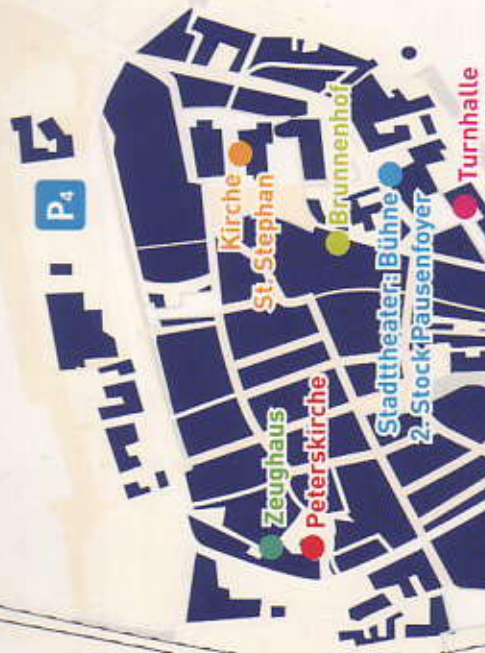 P4
Kirche
St. Stephan
Brunnenhof
Stadttheater: Bühne
2. Stock Pausenfoyer
Turnhalle
Zeughaus
Peterskirche